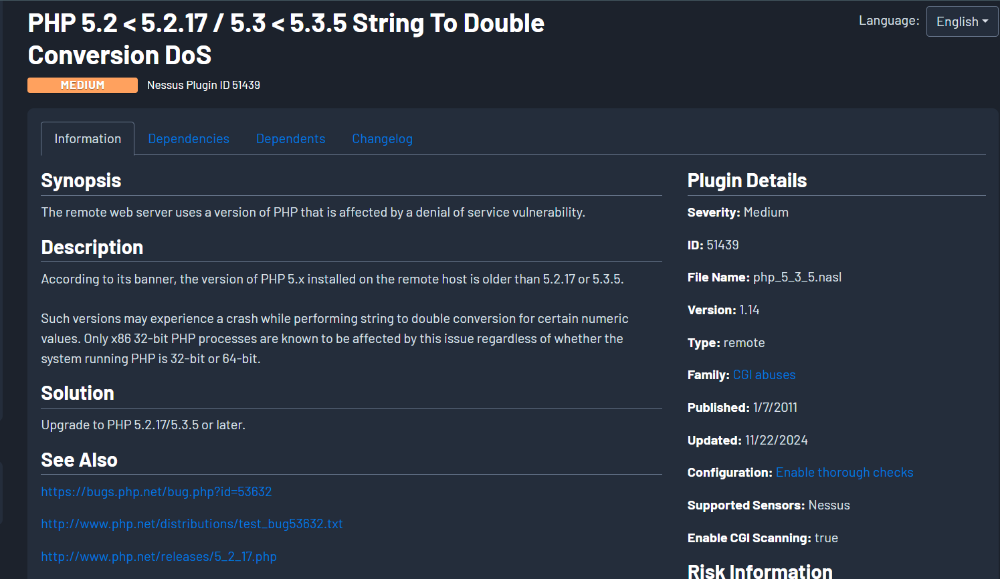 PHP 5.2 < 5.2.17 / 5.3 < 5.3.5 String To Double
Conversion DoS
Language:
English
MEDIUM
Nessus Plugin ID 51439
Information
Dependencies
Dependents
Changelog
Synopsis
The remote web server uses a version of PHP that is affected by a denial of service vulnerability.
Description
According to its banner, the version of PHP 5.x installed on the remote host is older than 5.2.17 or 5.3.5.
Such versions may experience a crash while performing string to double conversion for certain numeric
values. Only x86 32-bit PHP processes are known to be affected by this issue regardless of whether the
system running PHP is 32-bit or 64-bit.
Solution
Upgrade to PHP 5.2.17/5.3.5 or later.
See Also
https://bugs.php.net/bug.php?id=53632
http://www.php.net/distributions/test_bug53632.txt
http://www.php.net/releases/5_2_17.php
Plugin Details
Severity: Medium
ID: 51439
File Name: php_5_3_5.nasl
Version: 1.14
Type: remote
Family: CGI abuses
Published: 1/7/2011
Updated: 11/22/2024
Configuration: Enable thorough checks
Supported Sensors: Nessus
Enable CGI Scanning: true
Risk Information